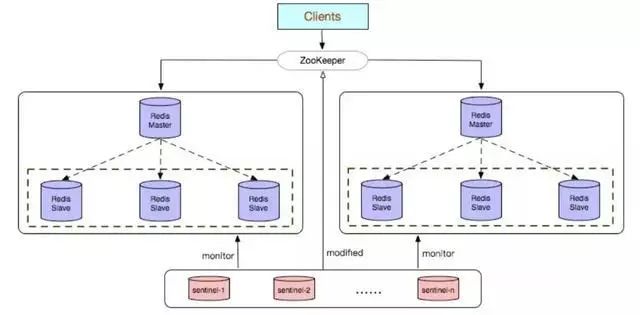 Clients
ZooKeeper
Redis
Master
Redis
Master
Redis
Slave
Redis
Slave
Redis
Slave
Redis
Slave
Redis
Slave
Redis
Slave
monitor
modified
monitor
sentinel-1
sentinel-2
......
sentinel-n